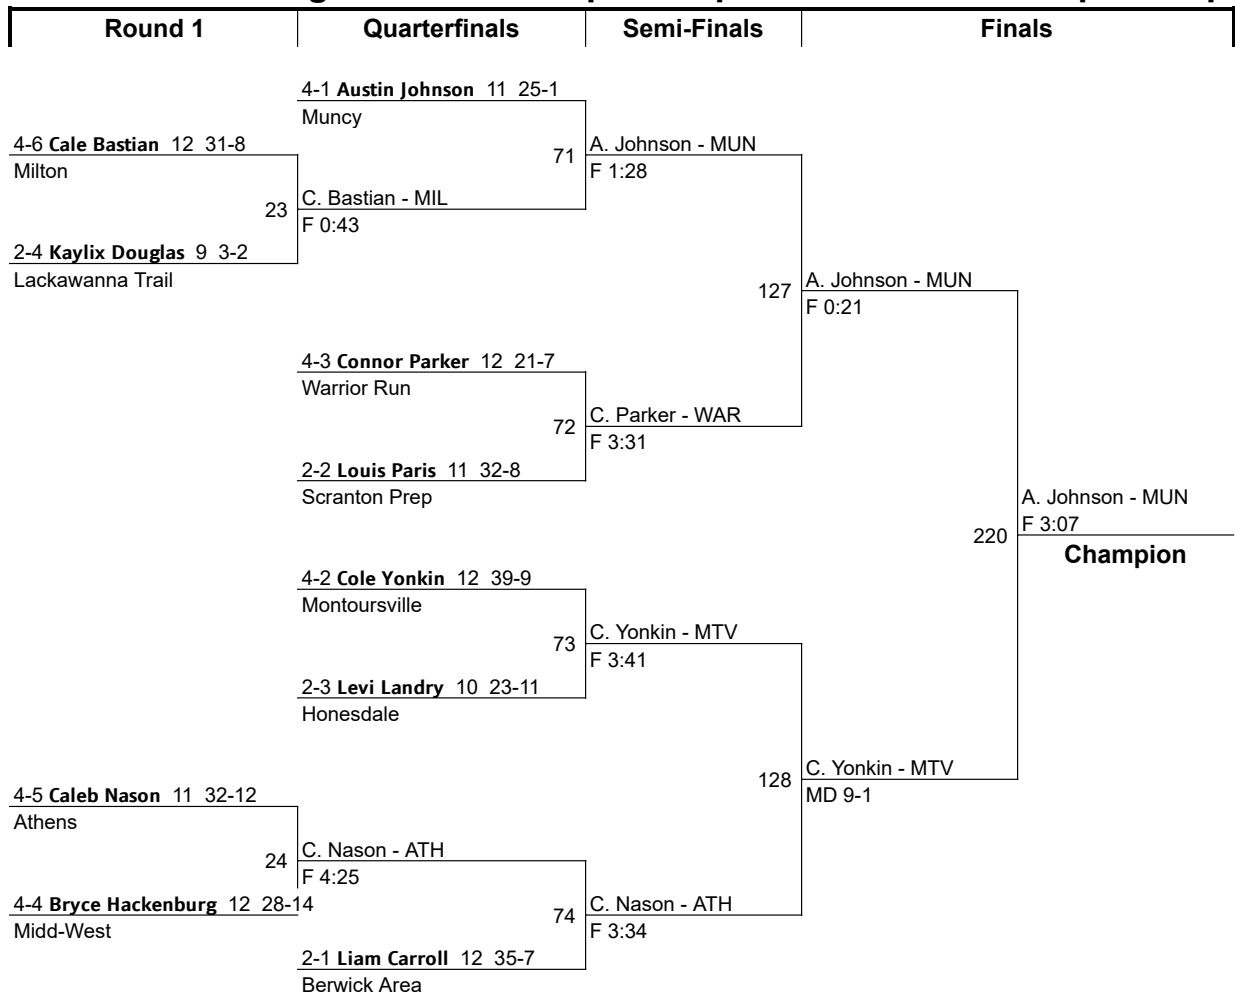 Round 1
Quarterfinals
Semi-Finals
Finals
4-1 Austin Johnson 11 25-1
Muncy
4-6 Cale Bastian 12 31-8
Milton
71
A. Johnson - MUN
F 1:28
23
C. Bastian - MIL
F 0:43
2-4 Kaylix Douglas 9 3-2
Lackawanna Trail
127
A. Johnson - MUN
F 0:21
4-3 Connor Parker 12 21-7
Warrior Run
72
C. Parker - WAR
F 3:31
2-2 Louis Paris 11 32-8
Scranton Prep
220
A. Johnson - MUN
F 3:07
Champion
4-2 Cole Yonkin 12 39-9
Montoursville
73
C. Yonkin - MTV
F 3:41
2-3 Levi Landry 10 23-11
Honesdale
128
C. Yonkin - MTV
MD 9-1
4-5 Caleb Nason 11 32-12
Athens
24
C. Nason - ATH
F 4:25
4-4 Bryce Hackenburg 12 28-14
Midd-West
74
C. Nason - ATH
F 3:34
2-1 Liam Carroll 12 35-7
Berwick Area